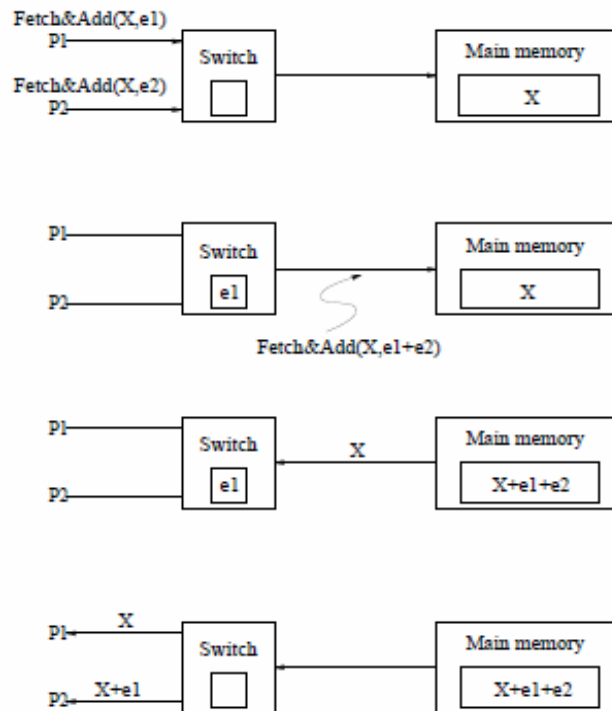 Fetch&Add(X,e1)
P1
Switch
Main memory
Fetch&Add(X,e2)
P2
X
P1
Switch
Main memory
P2
e1
X
Fetch&Add(X,e1+e2)
P1
Switch
X
Main memory
P2
e1
X+e1+e2
P1
X
Switch
Main memory
P2
X+e1
X+e1+e2